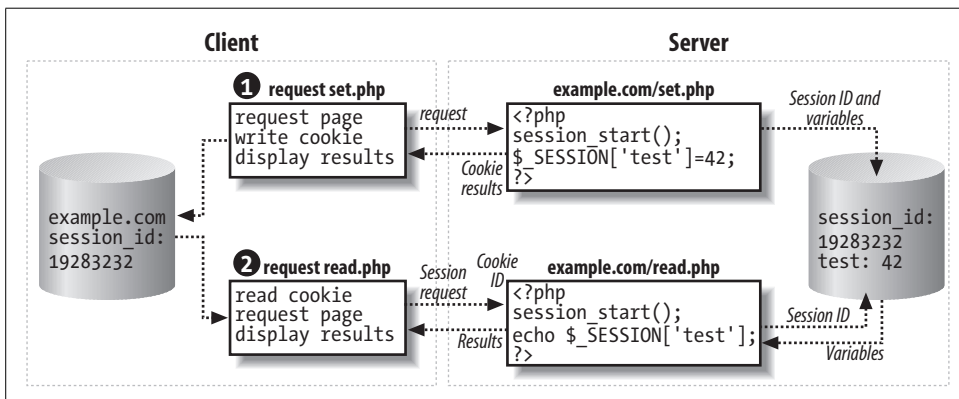 Client
Server
1 request set.php
request page
write cookie
display results
request
Cookie
results
example.com/set.php
<?php
session_start();
$_SESSION['test']=42;
?>
Session ID and
variables
example.com
session_id:
19283232
session_id:
19283232
test: 42
2 request read.php
read cookie
request page
display results
Session
request
Cookie
ID
Results
example.com/read.php
<?php
session_start();
echo $_SESSION['test'];
?>
Session ID
Variables